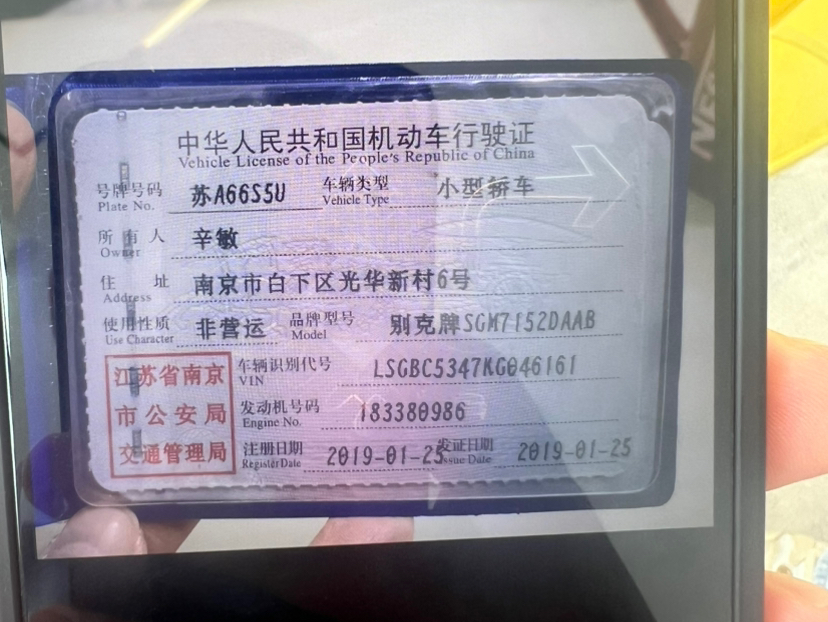 中华人民共和国机动车行驶证
Vehicle License of the People's Republic of China
号牌号码 苏A66S5U 车辆类型 小型轿车
Plate No. Vehicle Type
所有人 辛敏
Owner
住址 南京市白下区光华新村6号
Address
使用性质 非营运 品牌型号 别克牌SGM7152DAAB
Use Character Model
江苏省南京 车辆识别代号 LSGBC5347KG046161
VIN
市公安局 发动机号码 183380986
Engine No.
交通管理局 注册日期 2019-01-25 发证日期 2019-01-25
Register Date Issue Date